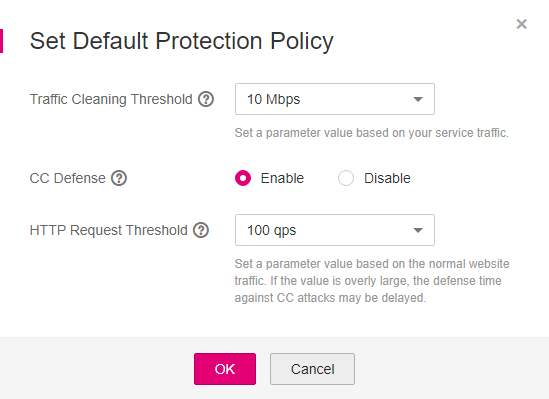 Set Default Protection Policy
Traffic Cleaning Threshold ? 10 Mbps
Set a parameter value based on your service traffic.
CC Defense ? Enable Disable
HTTP Request Threshold ? 100 qps
Set a parameter value based on the normal website
traffic. If the value is overly large, the defense time
against CC attacks may be delayed.
OK Cancel